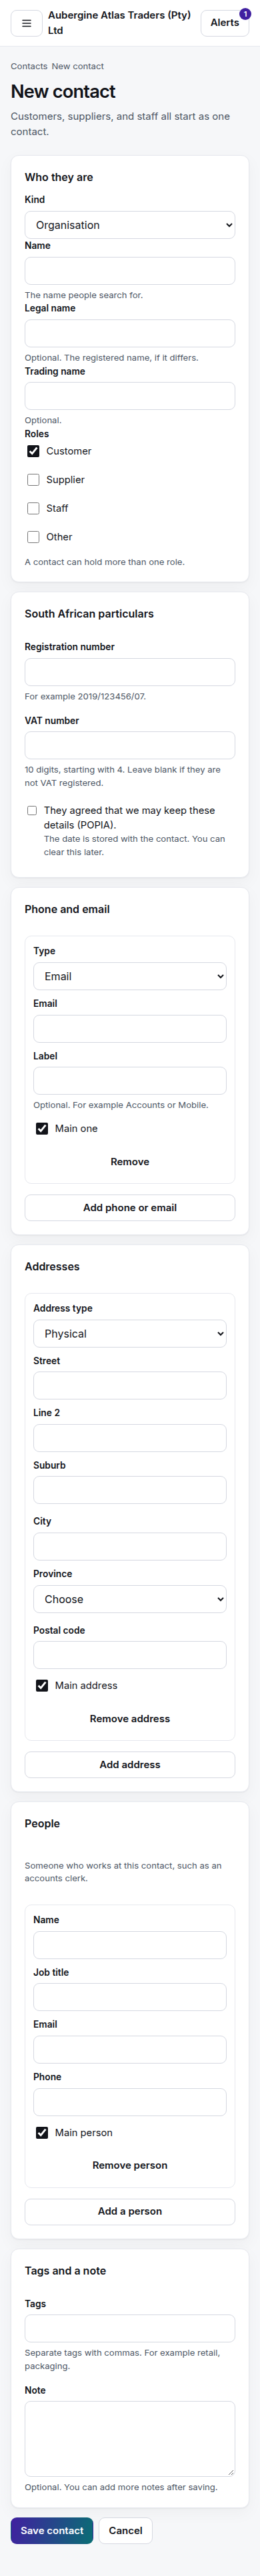 Aubergine Atlas Traders (Pty)
Ltd
Alerts
1
Contacts New contact
New contact
Customers, suppliers, and staff all start as one
contact.
Who they are
Kind
Organisation
Name
The name people search for.
Legal name
Optional. The registered name, if it differs.
Trading name
Optional.
Roles
Customer
Supplier
Staff
Other
A contact can hold more than one role.
South African particulars
Registration number
For example 2019/123456/07.
VAT number
10 digits, starting with 4. Leave blank if they are
not VAT registered.
They agreed that we may keep these
details (POPIA).
The date is stored with the contact. You can
clear this later.
Phone and email
Type
Email
Email
Label
Optional. For example Accounts or Mobile.
Main one
Remove
Add phone or email
Addresses
Address type
Physical
Street
Line 2
Suburb
City
Province
Choose
Postal code
Main address
Remove address
Add address
People
Someone who works at this contact, such as an
accounts clerk.
Name
Job title
Email
Phone
Main person
Remove person
Add a person
Tags and a note
Tags
Separate tags with commas. For example retail,
packaging.
Note
Optional. You can add more notes after saving.
Save contact
Cancel